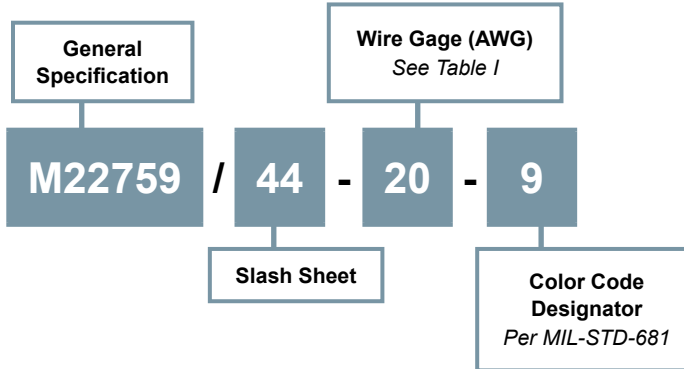 General
Specification
Wire Gage (AWG)
See Table I
M22759 / 44 - 20 - 9
Slash Sheet
Color Code
Designator
Per MIL-STD-681